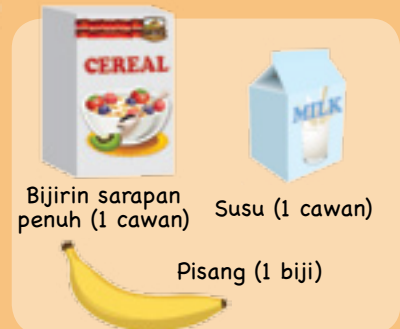 CEREAL
MILK
Bijirin sarapan
penuh (1 cawan)
Susu (1 cawan)
Pisang (1 biji)